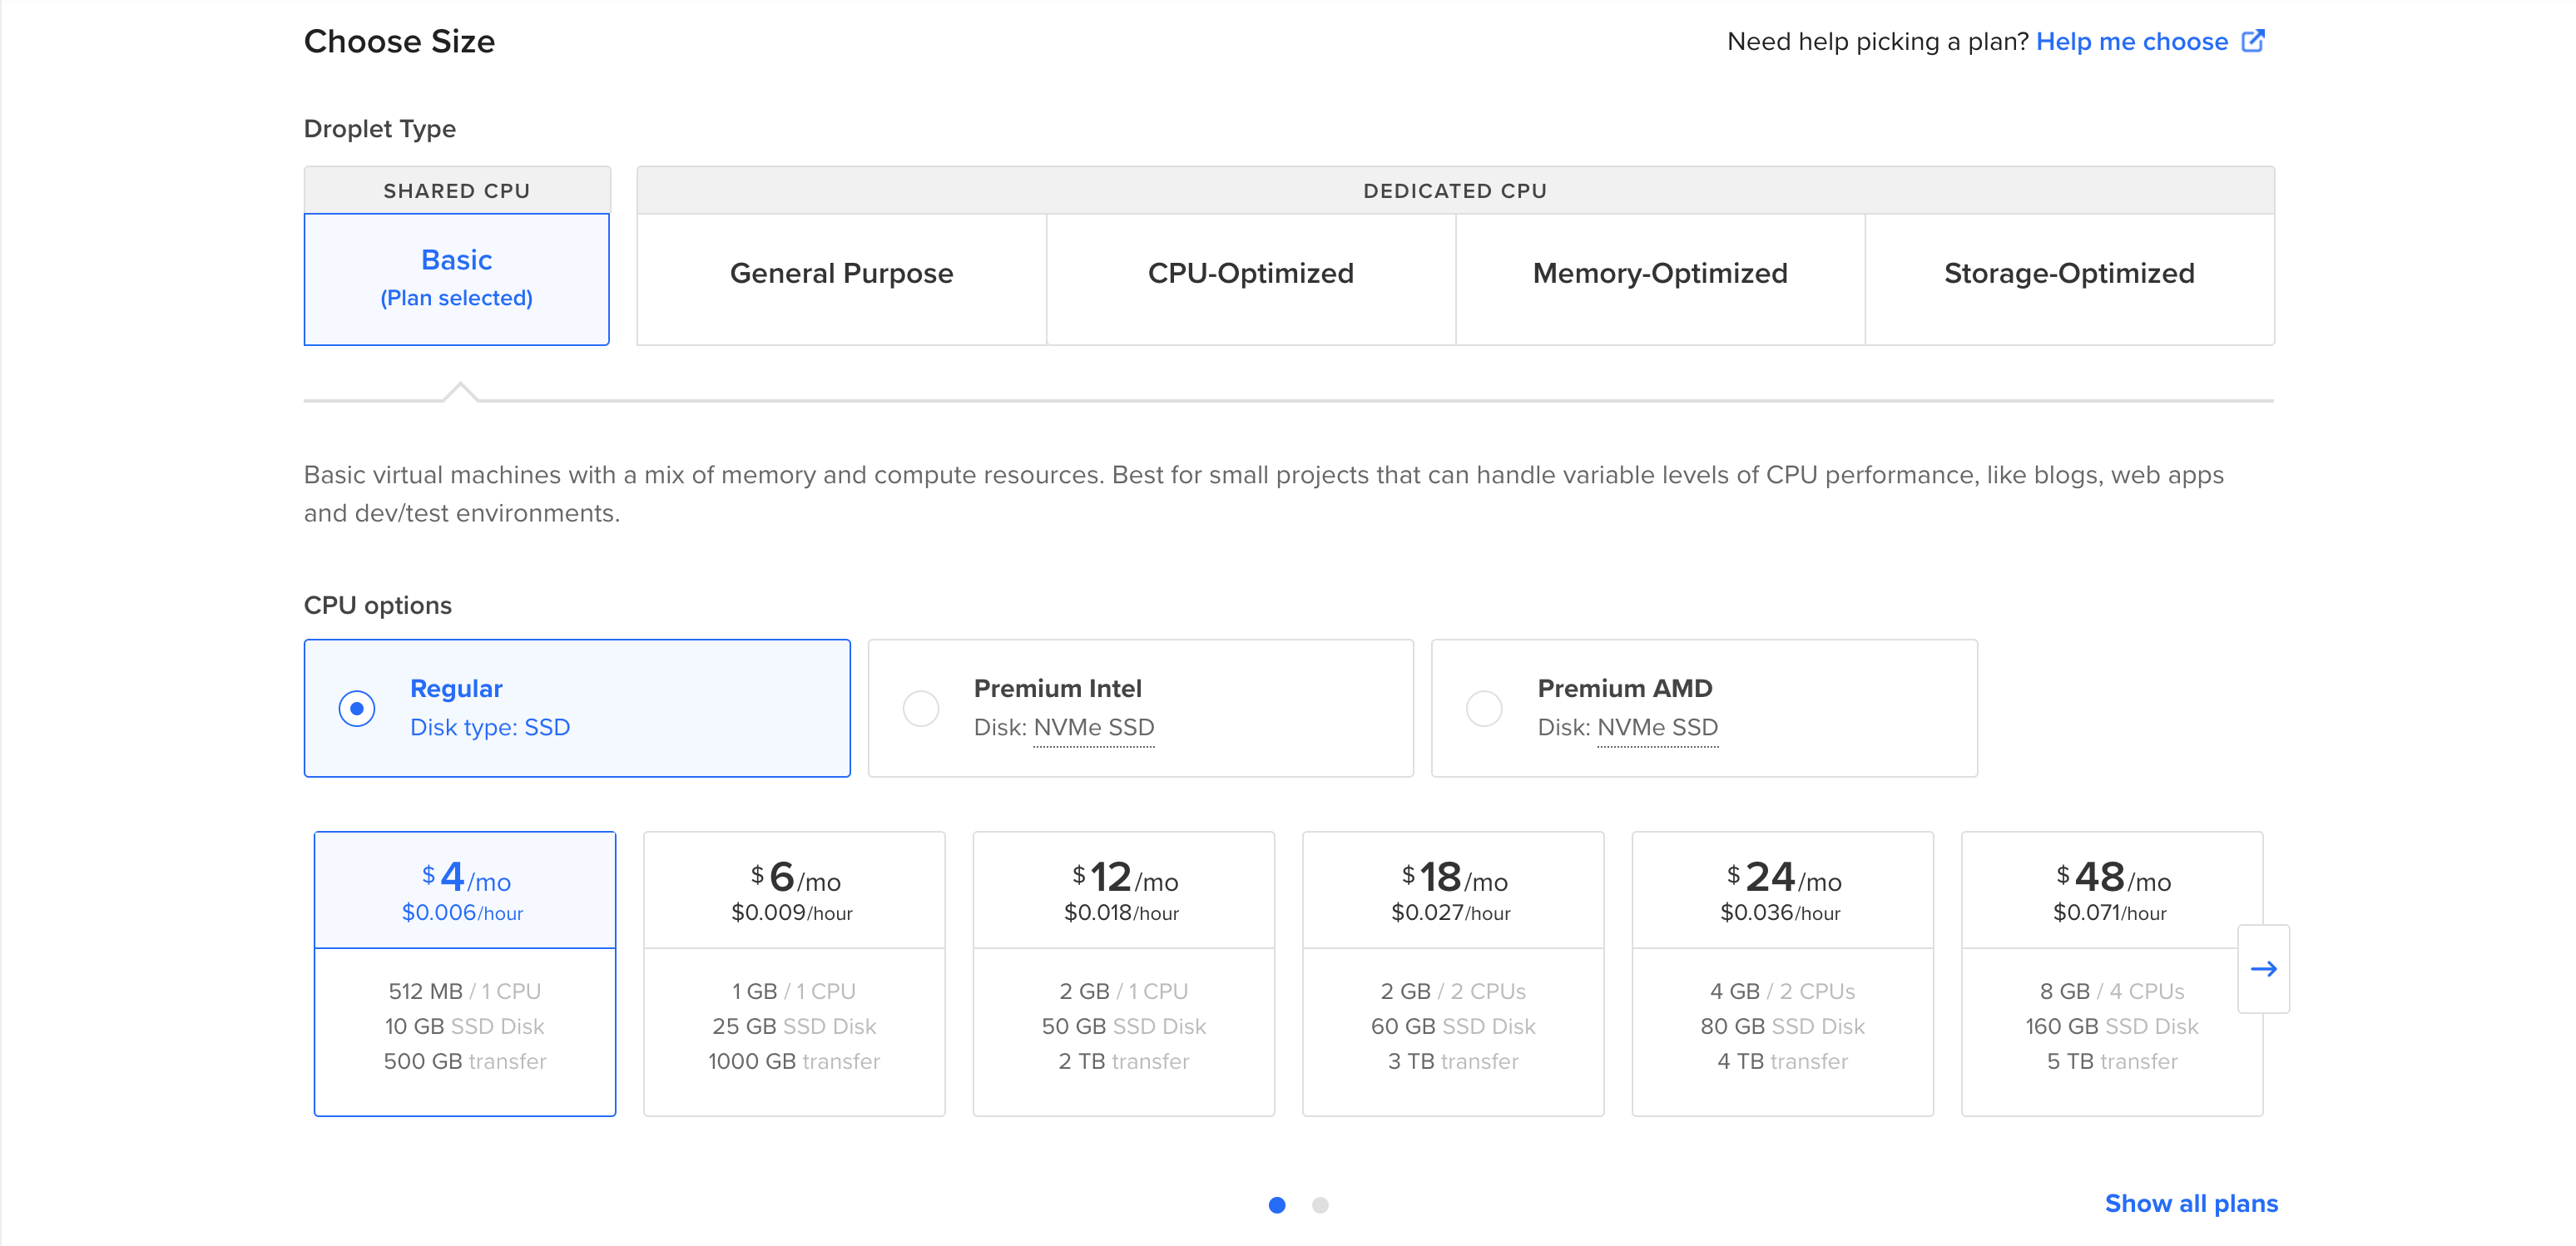 Choose Size
Need help picking a plan? Help me choose
Droplet Type
SHARED CPU
DEDICATED CPU
Basic
(Plan selected)
General Purpose
CPU-Optimized
Memory-Optimized
Storage-Optimized
Basic virtual machines with a mix of memory and compute resources. Best for small projects that can handle variable levels of CPU performance, like blogs, web apps
and dev/test environments.
CPU options
Regular
Disk type: SSD
Premium Intel
Disk: NVMe SSD
Premium AMD
Disk: NVMe SSD
$4/mo
$0.006/hour
512 MB / 1 CPU
10 GB SSD Disk
500 GB transfer
$6/mo
$0.009/hour
1 GB / 1 CPU
25 GB SSD Disk
1000 GB transfer
$12/mo
$0.018/hour
2 GB / 1 CPU
50 GB SSD Disk
2 TB transfer
$18/mo
$0.027/hour
2 GB / 2 CPUs
60 GB SSD Disk
3 TB transfer
$24/mo
$0.036/hour
4 GB / 2 CPUs
80 GB SSD Disk
4 TB transfer
$48/mo
$0.071/hour
8 GB / 4 CPUs
160 GB SSD Disk
5 TB transfer
Show all plans